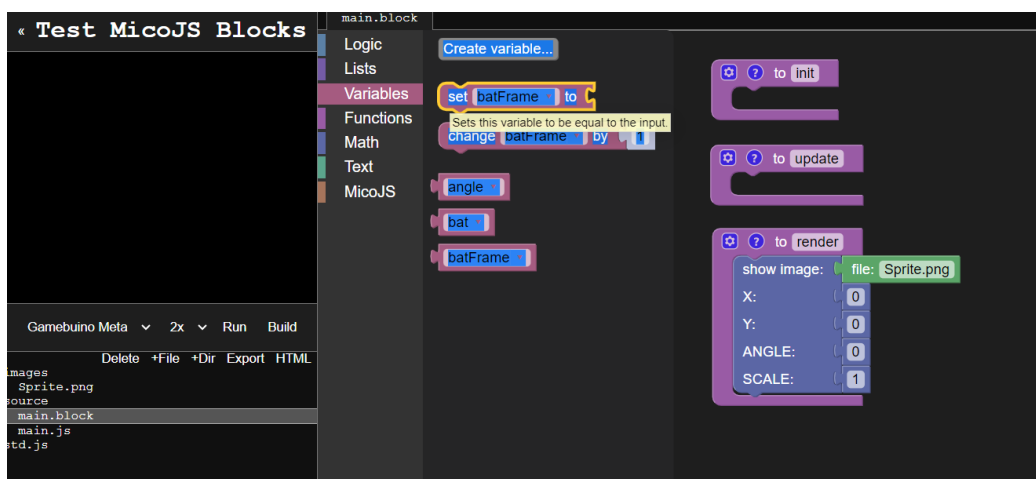 « Test MicoJS Blocks
Gamebuino Meta 2x Run Build
Delete +File +Dir Export HTML
images
Sprite.png
source
main.block
main.js
std.js
main.block
Logic
Lists
Variables
Functions
Math
Text
MicoJS
Create variable...
set batFrame to
Sets this variable to be equal to the input.
change batFrame by 1
angle
bat
batFrame
? to init
? to update
? to render
show image: file: Sprite.png
X: 0
Y: 0
ANGLE: 0
SCALE: 1